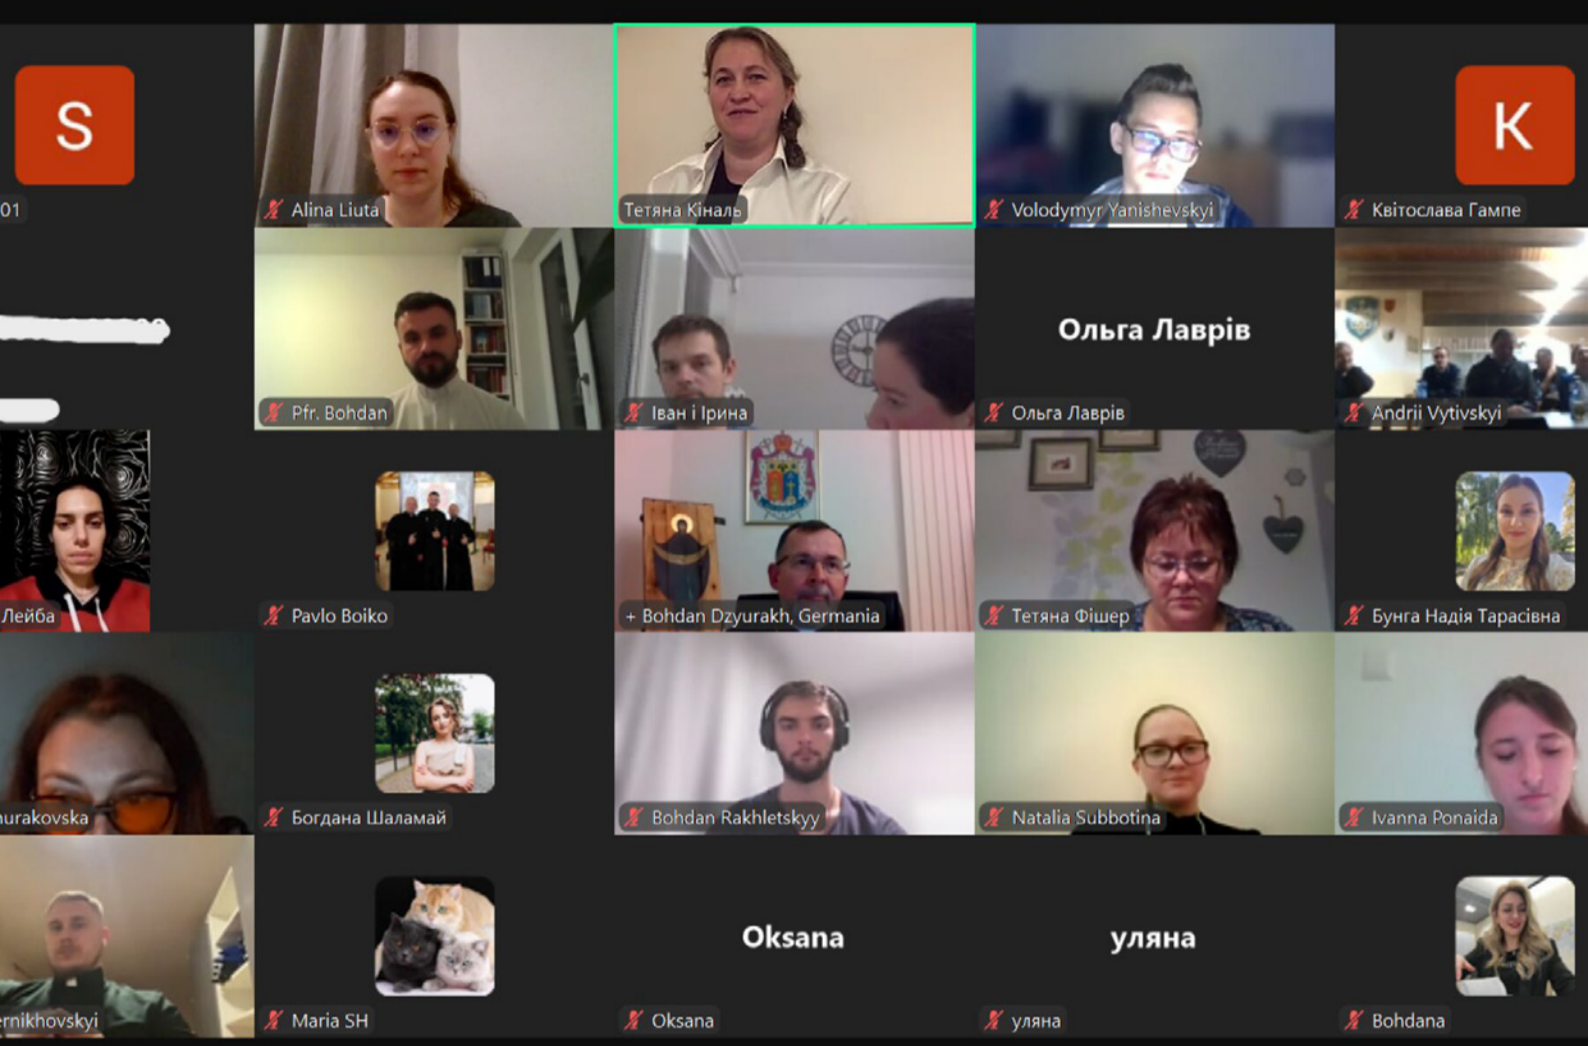 S
01
Alina Liuta
Тетяна Кіналь
Volodymyr Yanishevskyi
K
Квітослава Гампе
Pfr. Bohdan
Іван і Ірина
Ольга Лаврів
Ольга Лаврів
Andrii Vytivskyi
Лейба
Pavlo Boiko
+ Bohdan Dzyurakh, Germania
Тетяна Фішер
Бунга Надія Тарасівна
urakovska
Богдана Шаламай
Bohdan Rakhletskyy
Natalia Subbotina
Ivanna Ponaida
ernikhovskyi
Maria SH
Oksana
Oksana
уляна
уляна
Bohdana